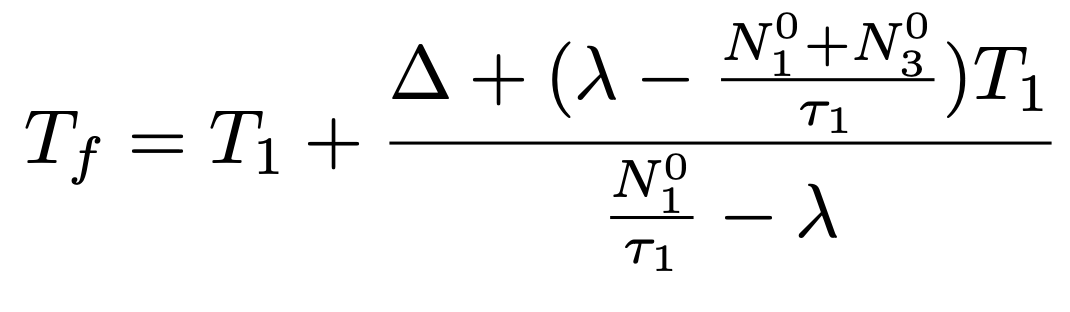 T_f = T_1 + \frac{\Delta + (\lambda - \frac{N_1^0 + N_3^0}{\tau_1})T_1}{\frac{N_1^0}{\tau_1} - \lambda}